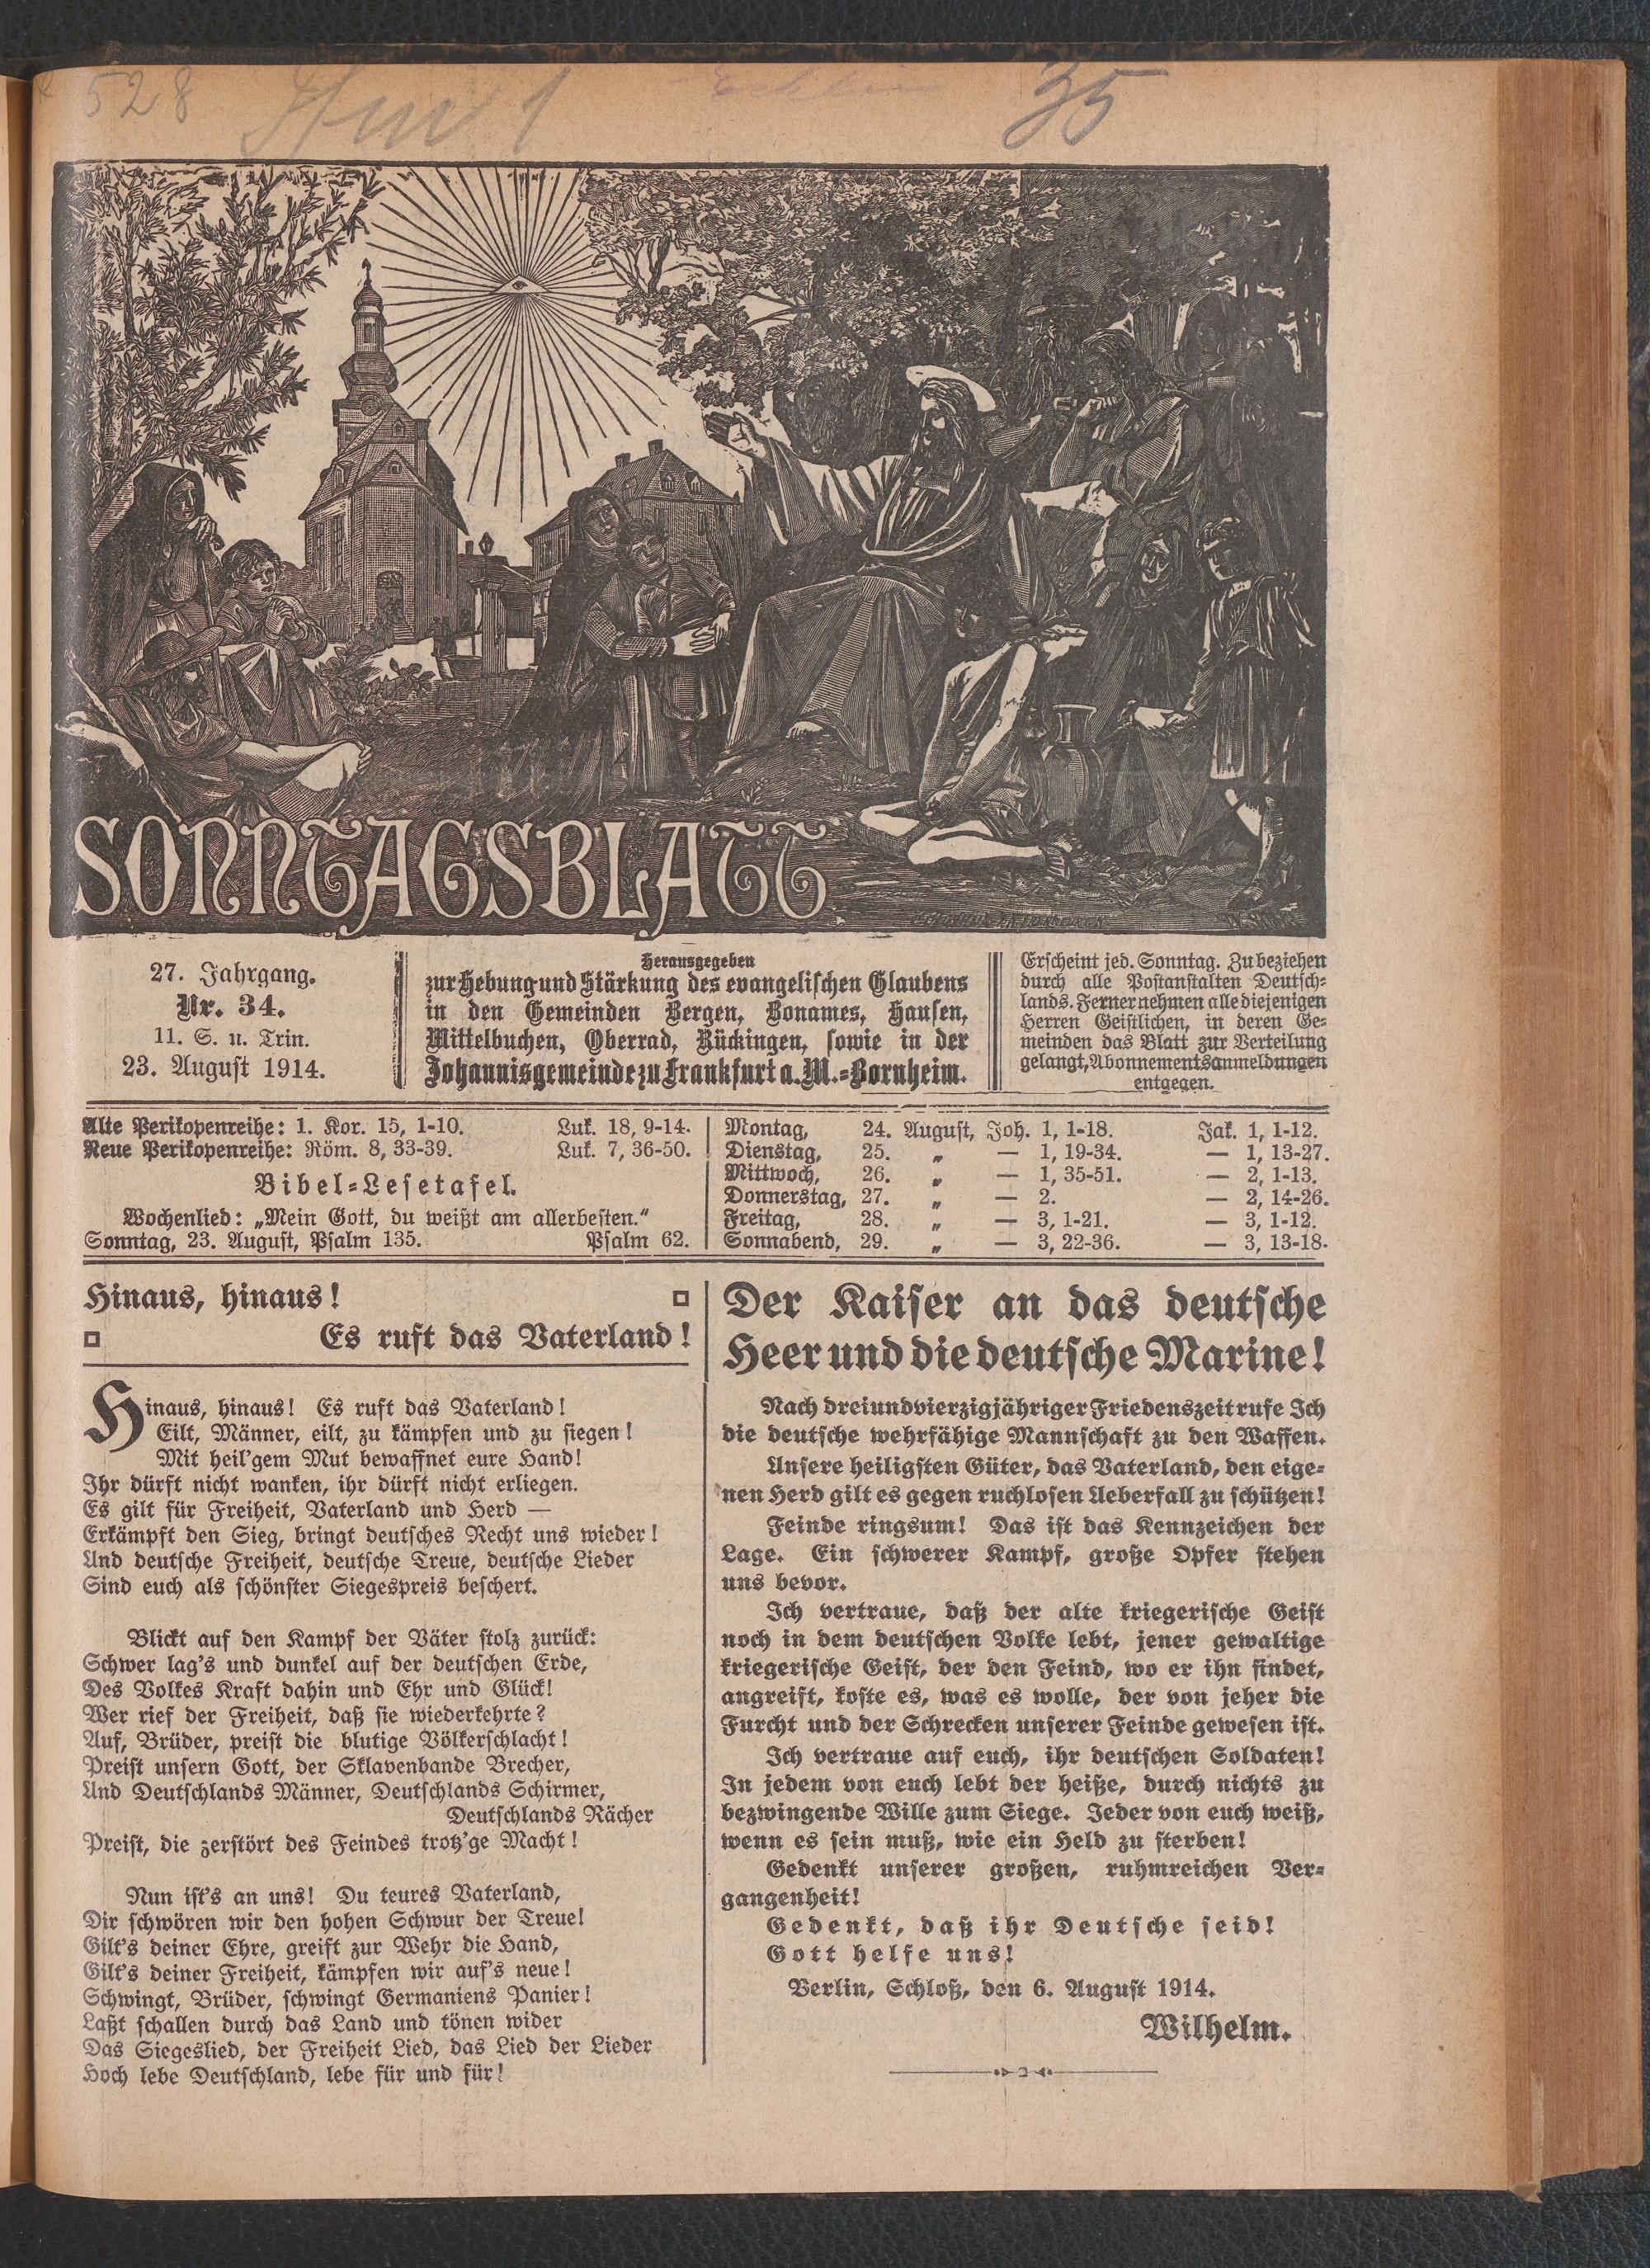 528
35
SONNTAGSBLATT
27. Jahrgang.
Nr. 34.
11. S. n. Trin.
23. August 1914.
Herausgegeben
zur Hebung und Stärkung des evangelischen Glaubens
in den Gemeinden Bergen, Bonames, Hausen,
Mittelbuchen, Oberrad, Rückingen, sowie in der
Johannisgemeinde zu Frankfurt a. M.-Bornheim.
Erscheint jed. Sonntag. Zu beziehen
durch alle Postanstalten Deutsch-
lands. Ferner nehmen alle diejenigen
Herren Geistlichen, in deren Ge-
meinden das Blatt zur Verteilung
gelangt, Abonnementsanmeldungen
entgegen.
Alte Perikopenreihe: 1. Kor. 15, 1-10. Luk. 18, 9-14.
Neue Perikopenreihe: Röm. 8, 33-39. Luk. 7, 36-50.
Bibel-Lesetafel.
Wochenlied: „Mein Gott, du weißt am allerbesten.“
Sonntag, 23. August, Psalm 135. Psalm 62.
Montag, 24. August, Joh. 1, 1-18. Jak. 1, 1-12.
Dienstag, 25. „ — 1, 19-34. — 1, 13-27.
Mittwoch, 26. „ — 1, 35-51. — 2, 1-13.
Donnerstag, 27. „ — 2. — 2, 14-26.
Freitag, 28. „ — 3, 1-21. — 3, 1-12.
Sonnabend, 29. „ — 3, 22-36. — 3, 13-18.
Hinaus, hinaus!
Es ruft das Vaterland!
Hinaus, hinaus! Es ruft das Vaterland!
Eilt, Männer, eilt, zu kämpfen und zu siegen!
Mit heil'gem Mut bewaffnet eure Hand!
Ihr dürft nicht wanken, ihr dürft nicht erliegen.
Es gilt für Freiheit, Vaterland und Herd —
Erkämpft den Sieg, bringt deutsches Recht uns wieder!
Und deutsche Freiheit, deutsche Treue, deutsche Lieder
Sind euch als schönster Siegespreis beschert.
Blickt auf den Kampf der Väter stolz zurück:
Schwer lag's und dunkel auf der deutschen Erde,
Des Volkes Kraft dahin und Ehr und Glück!
Wer rief der Freiheit, daß sie wiederkehrte?
Auf, Brüder, preist die blutige Völkerschlacht!
Preist unsern Gott, der Sklavenbande Brecher,
Und Deutschlands Männer, Deutschlands Schirmer,
Deutschlands Rächer
Preist, die zerstört des Feindes trotz'ge Macht!
Nun ist's an uns! Du teures Vaterland,
Dir schwören wir den hohen Schwur der Treue!
Gilt's deiner Ehre, greift zur Wehr die Hand,
Gilt's deiner Freiheit, kämpfen wir auf's neue!
Schwingt, Brüder, schwingt Germaniens Panier!
Laßt schallen durch das Land und tönen wider
Das Siegeslied, der Freiheit Lied, das Lied der Lieder
Hoch lebe Deutschland, lebe für und für!
Der Kaiser an das deutsche
Heer und die deutsche Marine!
Nach dreiundvierzigjähriger Friedenszeit rufe Ich
die deutsche wehrfähige Mannschaft zu den Waffen.
Unsere heiligsten Güter, das Vaterland, den eige-
nen Herd gilt es gegen ruchlosen Ueberfall zu schützen!
Feinde ringsum! Das ist das Kennzeichen der
Lage. Ein schwerer Kampf, große Opfer stehen
uns bevor.
Ich vertraue, daß der alte kriegerische Geist
noch in dem deutschen Volke lebt, jener gewaltige
kriegerische Geist, der den Feind, wo er ihn findet,
angreift, koste es, was es wolle, der von jeher die
Furcht und der Schrecken unserer Feinde gewesen ist.
Ich vertraue auf euch, ihr deutschen Soldaten!
In jedem von euch lebt der heiße, durch nichts zu
bezwingende Wille zum Siege. Jeder von euch weiß,
wenn es sein muß, wie ein Held zu sterben!
Gedenkt unserer großen, ruhmreichen Ver-
gangenheit!
Gedenkt, daß ihr Deutsche seid!
Gott helfe uns!
Berlin, Schloß, den 6. August 1914.
Wilhelm.